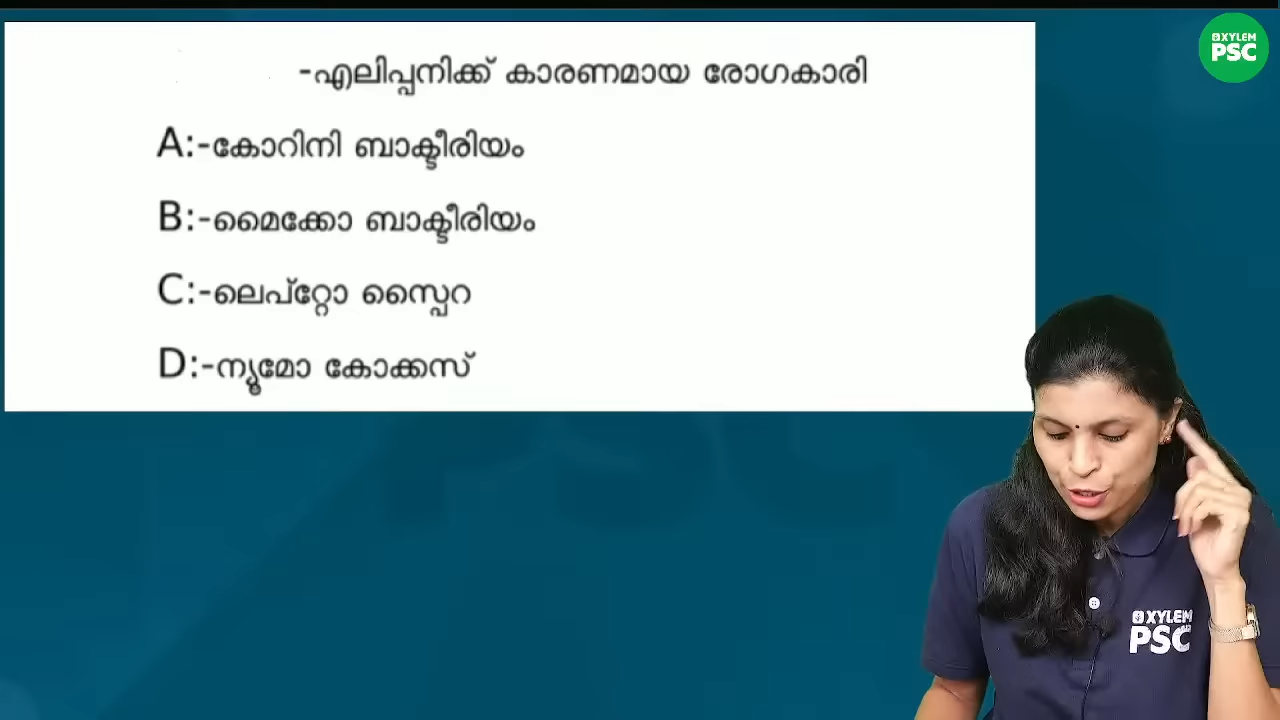 XYLEM
PSC
-എലിപ്പനിക്ക് കാരണമായ രോഗകാരി
A:-കോറിനി ബാക്ടീരിയം
B:-മൈക്കോ ബാക്ടീരിയം
C:-ലെപ്റ്റോ സ്പൈറ
D:-ന്യൂമോ കോക്കസ്
XYLEM
PSC